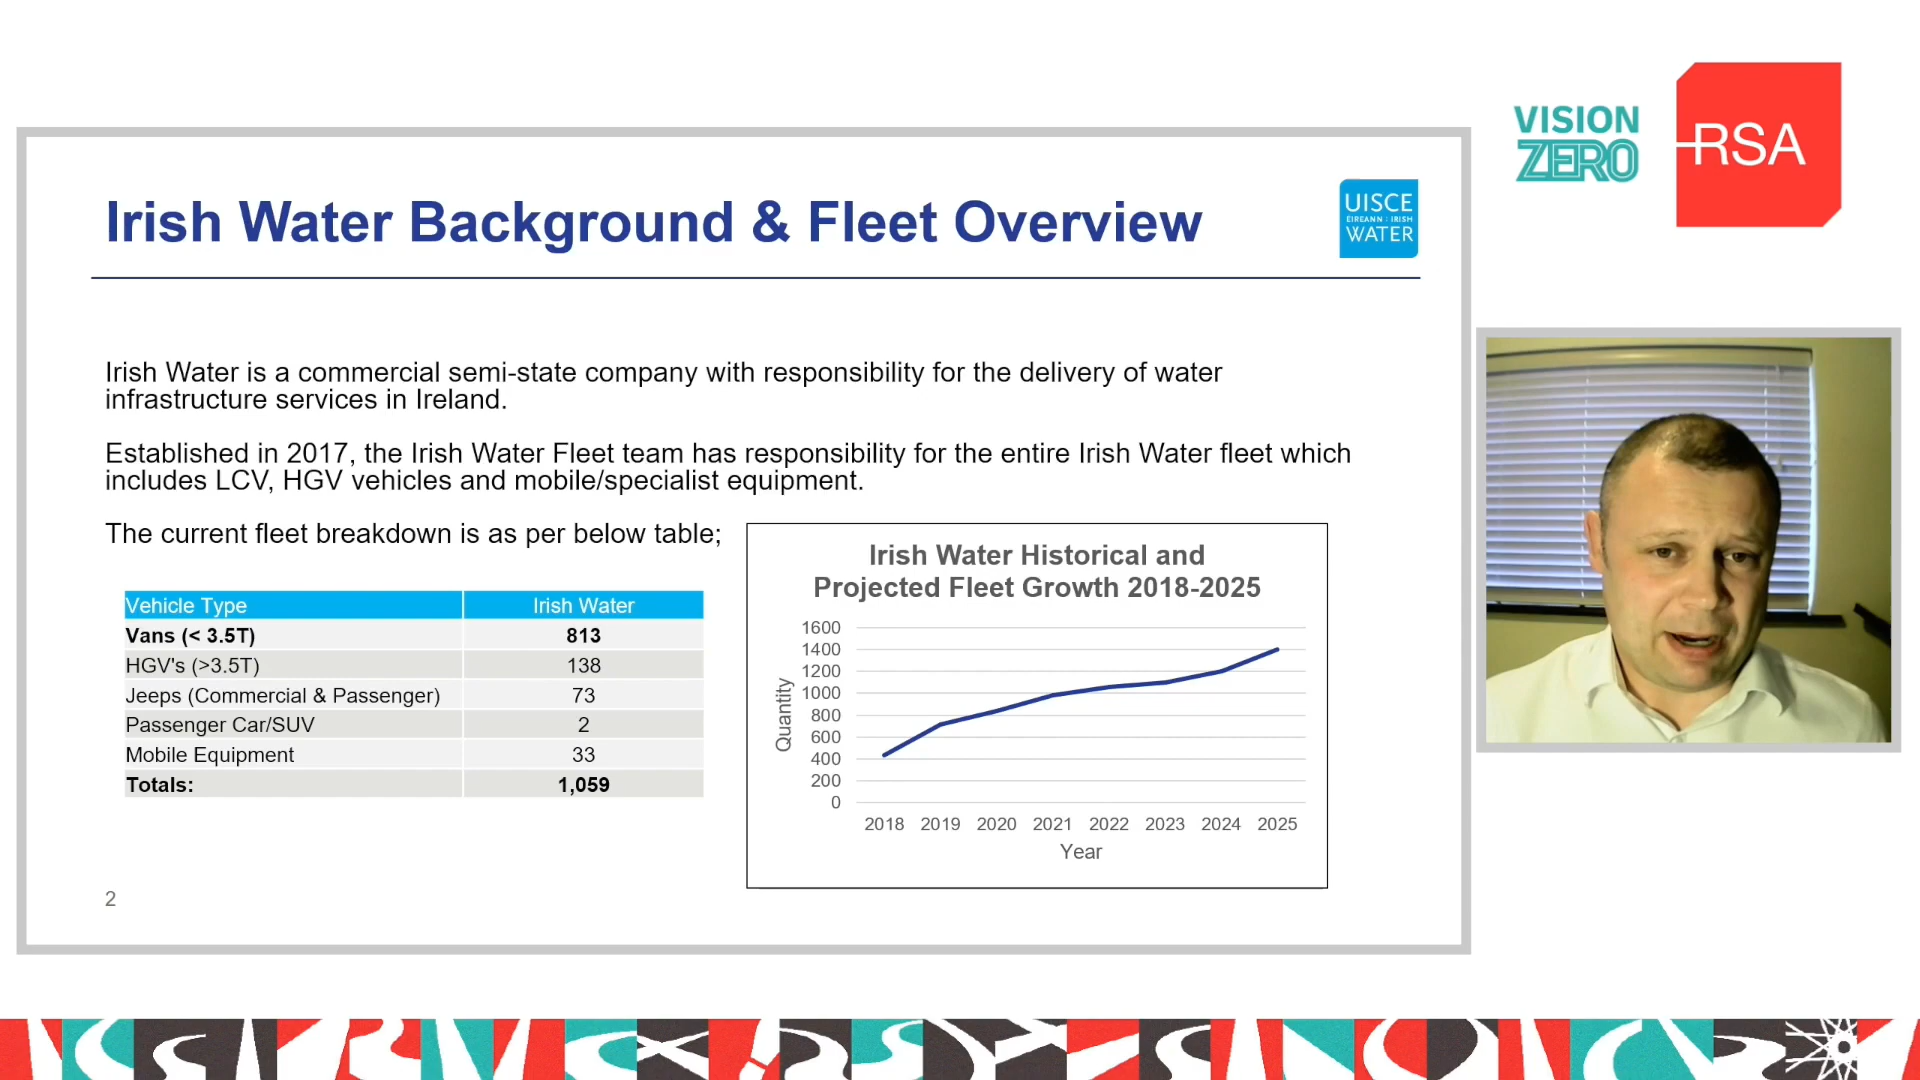 VISION
ZERO
RSA
Irish Water Background & Fleet Overview
UISCE
ÉIREANN : IRISH
WATER
Irish Water is a commercial semi-state company with responsibility for the delivery of water
infrastructure services in Ireland.
Established in 2017, the Irish Water Fleet team has responsibility for the entire Irish Water fleet which
includes LCV, HGV vehicles and mobile/specialist equipment.
The current fleet breakdown is as per below table;
Vehicle Type Irish Water
Vans (< 3.5T) 813
HGV's (>3.5T) 138
Jeeps (Commercial & Passenger) 73
Passenger Car/SUV 2
Mobile Equipment 33
Totals: 1,059
Irish Water Historical and
Projected Fleet Growth 2018-2025
Quantity
1600
1400
1200
1000
800
600
400
200
0
2018 2019 2020 2021 2022 2023 2024 2025
Year
2